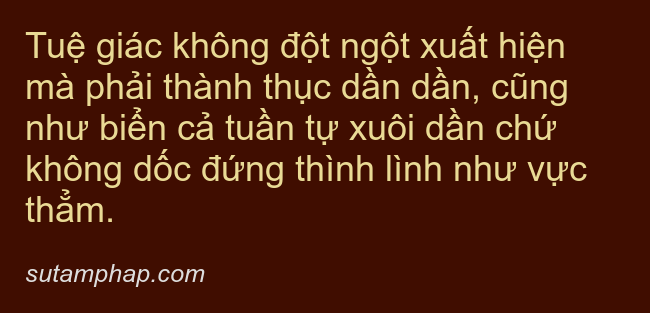 Tuệ giác không đột ngột xuất hiện
mà phải thành thục dần dần, cũng
như biển cả tuần tự xuôi dần chứ
không dốc đứng thình lình như vực
thẳm.
sutamphap.com